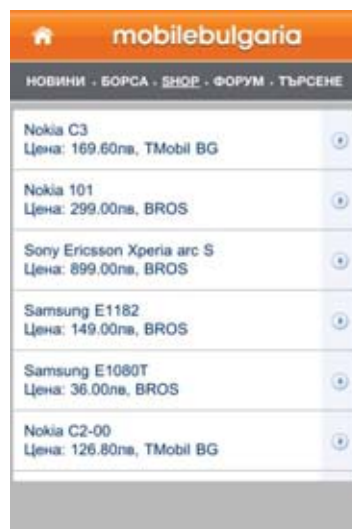 mobilebulgaria
НОВИНИ • БОРСА • SHOP • ФОРУМ • ТЪРСЕНЕ
Nokia C3
Цена: 169.60лв, TMobil BG
Nokia 101
Цена: 299.00лв, BROS
Sony Ericsson Xperia arc S
Цена: 899.00лв, BROS
Samsung E1182
Цена: 149.00лв, BROS
Samsung E1080T
Цена: 36.00лв, BROS
Nokia C2-00
Цена: 126.80лв, TMobil BG